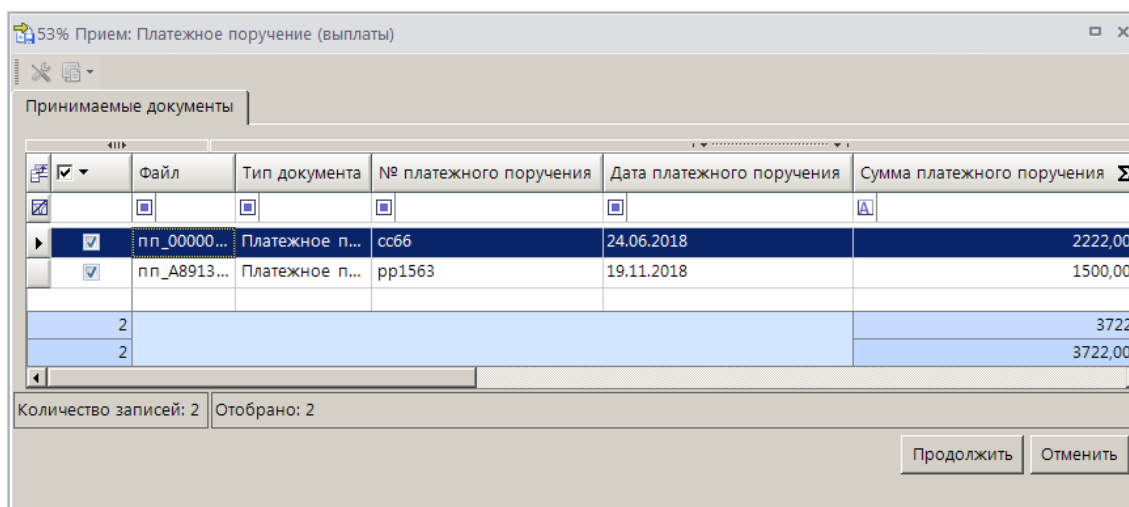 53% Прием: Платежное поручение (выплаты)
Принимаемые документы
Файл Тип документа № платежного поручения Дата платежного поручения Сумма платежного поручения Σ
пп_00000... Платежное п... сс66 24.06.2018 2222,00
пп_A8913... Платежное п... pp1563 19.11.2018 1500,00
2 3722
2 3722,00
Количество записей: 2 Отобрано: 2
Продолжить Отменить